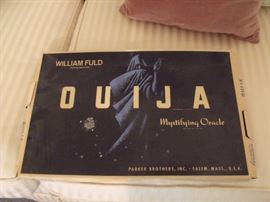 WILLIAM FULD
OUIJA
Mystifying Oracle
PARKER BROTHERS, INC. · SALEM, MASS., U.S.A.